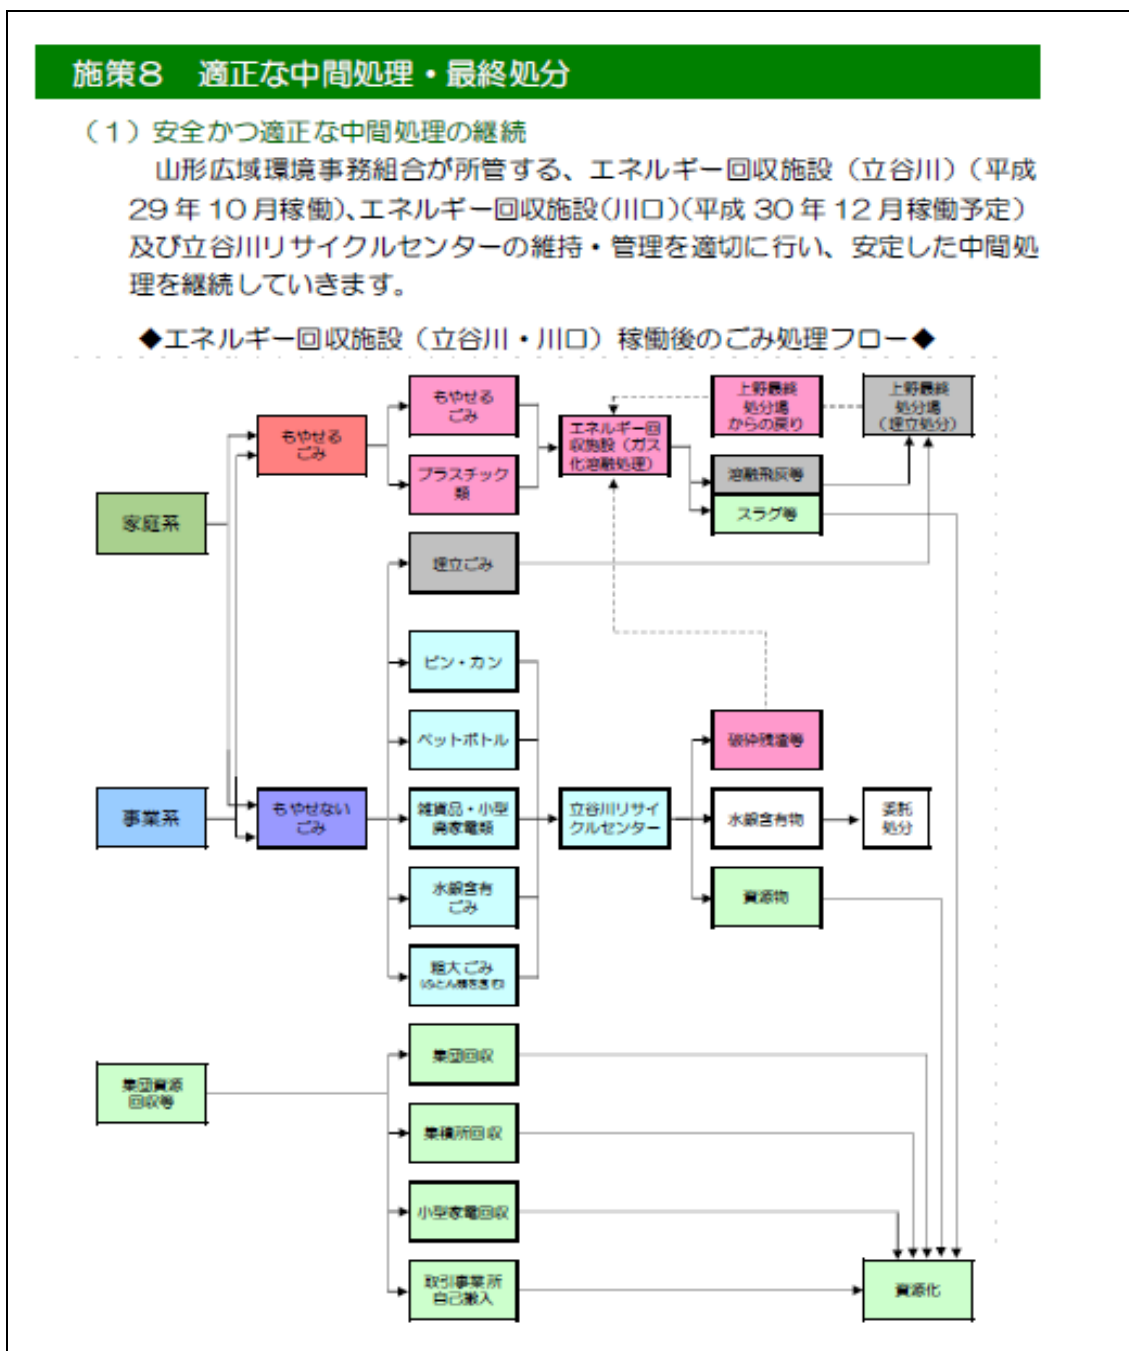 施策8 適正な中間処理・最終処分
（1）安全かつ適正な中間処理の継続
山形広域環境事務組合が所管する、エネルギー回収施設（立谷川）（平成
29年10月稼働）、エネルギー回収施設（川口）（平成30年12月稼働予定）
及び立谷川リサイクルセンターの維持・管理を適切に行い、安定した中間処
理を継続していきます。
◆エネルギー回収施設（立谷川・川口）稼働後のごみ処理フロー◆
もやせる
ごみ
上野最終
処分場
からの戻り
上野最終
処分場
（埋立処分）
もやせる
ごみ
エネルギー回
収施設（ガス
化溶融処理）
プラスチック
類
溶融飛灰等
スラグ等
家庭系
埋立ごみ
ビン・カン
ペットボトル
破砕残渣等
事業系
もやせない
ごみ
雑貨品・小型
廃家電類
立谷川リサイ
クルセンター
水銀含有物
委託
処分
水銀含有
ごみ
資源物
粗大ごみ
（ふとん類を含む）
集団資源
回収等
集団回収
集積所回収
小型家電回収
取引事業所
自己搬入
資源化